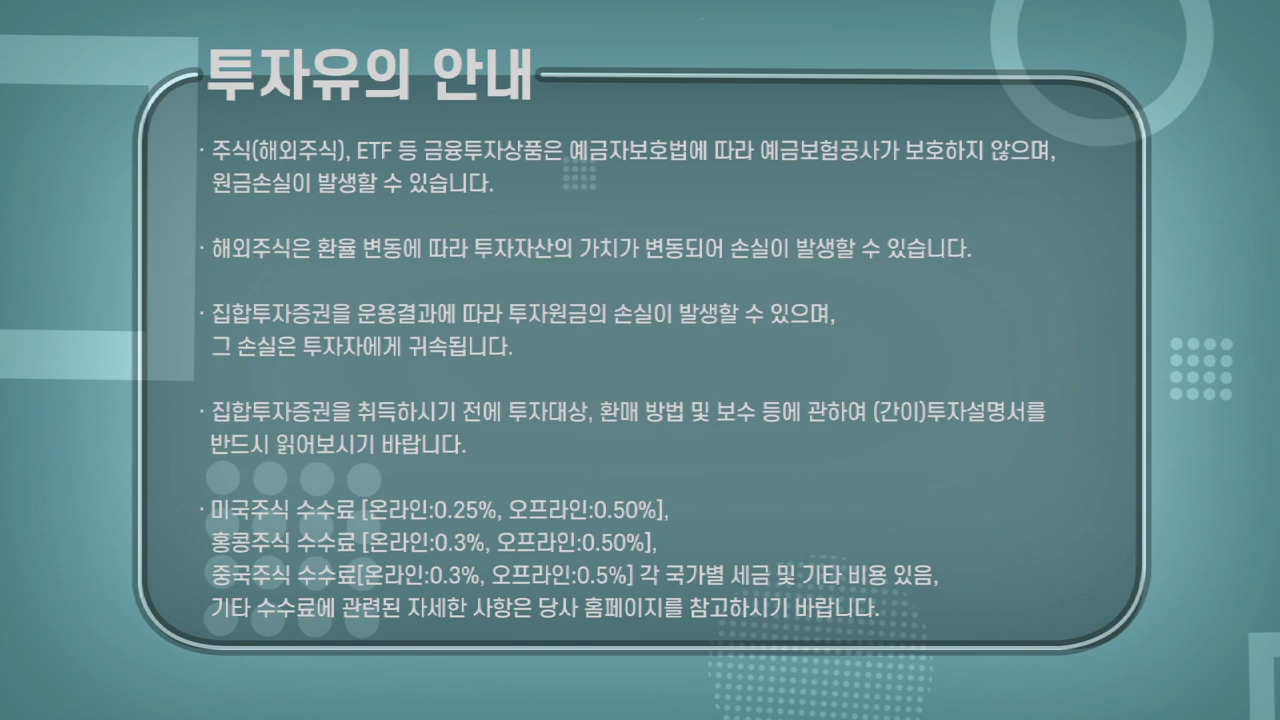 투자유의 안내
· 주식(해외주식), ETF 등 금융투자상품은 예금자보호법에 따라 예금보험공사가 보호하지 않으며,
원금손실이 발생할 수 있습니다.
· 해외주식은 환율 변동에 따라 투자자산의 가치가 변동되어 손실이 발생할 수 있습니다.
· 집합투자증권을 운용결과에 따라 투자원금의 손실이 발생할 수 있으며,
그 손실은 투자자에게 귀속됩니다.
· 집합투자증권을 취득하시기 전에 투자대상, 환매 방법 및 보수 등에 관하여 (간이)투자설명서를
반드시 읽어보시기 바랍니다.
· 미국주식 수수료 [온라인:0.25%, 오프라인:0.50%],
홍콩주식 수수료 [온라인:0.3%, 오프라인:0.50%],
중국주식 수수료[온라인:0.3%, 오프라인:0.5%] 각 국가별 세금 및 기타 비용 있음,
기타 수수료에 관련된 자세한 사항은 당사 홈페이지를 참고하시기 바랍니다.